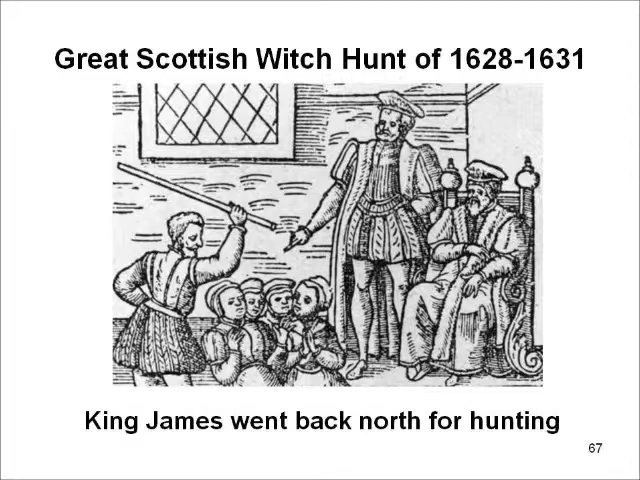 Great Scottish Witch Hunt of 1628-1631
King James went back north for hunting
67